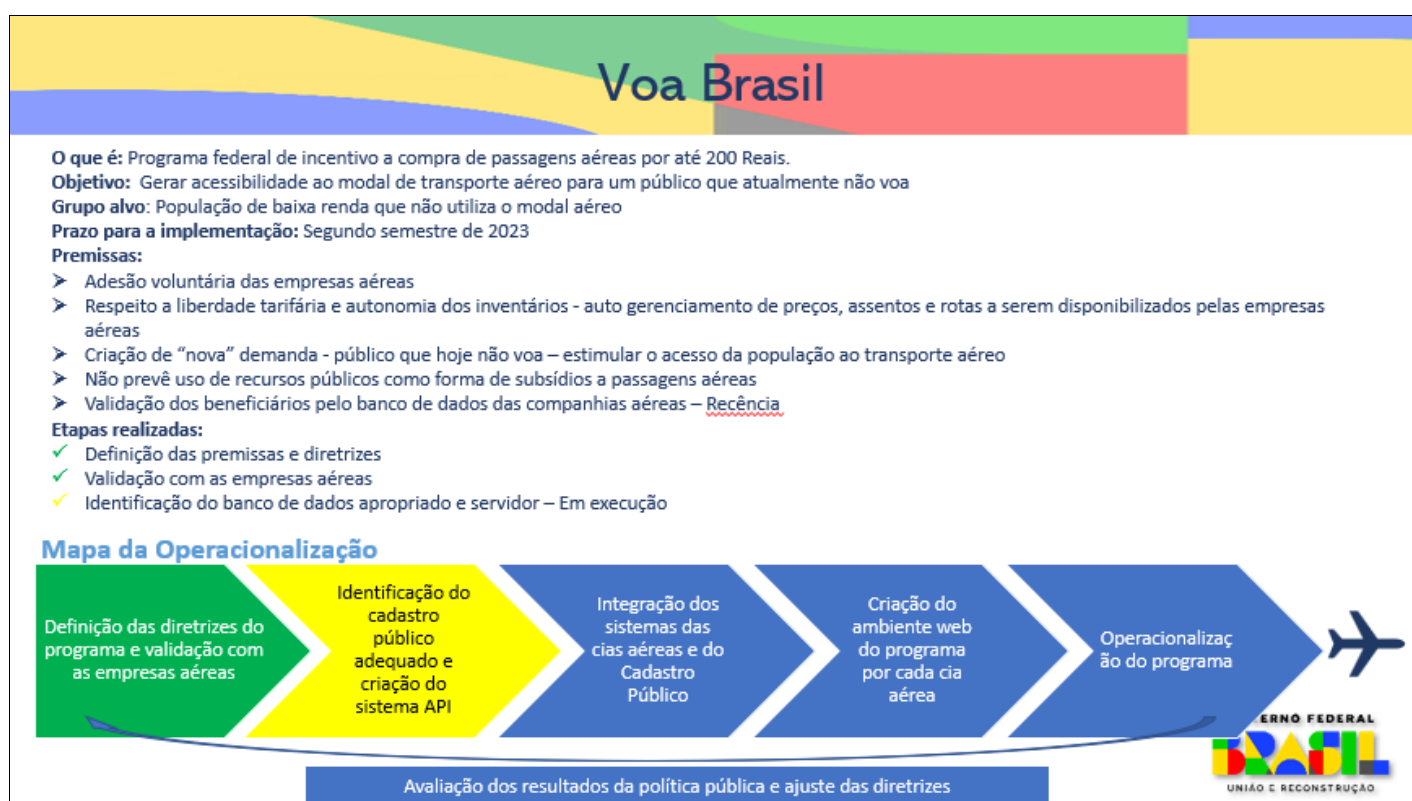 Voa Brasil
O que é: Programa federal de incentivo a compra de passagens aéreas por até 200 Reais.
Objetivo: Gerar acessibilidade ao modal de transporte aéreo para um público que atualmente não voa
Grupo alvo: População de baixa renda que não utiliza o modal aéreo
Prazo para a implementação: Segundo semestre de 2023
Premissas:
➢ Adesão voluntária das empresas aéreas
➢ Respeito a liberdade tarifária e autonomia dos inventários - auto gerenciamento de preços, assentos e rotas a serem disponibilizados pelas empresas
aéreas
➢ Criação de “nova” demanda - público que hoje não voa – estimular o acesso da população ao transporte aéreo
➢ Não prevê uso de recursos públicos como forma de subsídios a passagens aéreas
➢ Validação dos beneficiários pelo banco de dados das companhias aéreas – Recência
Etapas realizadas:
✓ Definição das premissas e diretrizes
✓ Validação com as empresas aéreas
✓ Identificação do banco de dados apropriado e servidor – Em execução
Mapa da Operacionalização
Definição das diretrizes do
programa e validação com
as empresas aéreas
Identificação do
cadastro
público
adequado e
criação do
sistema API
Integração dos
sistemas das
cias aéreas e do
Cadastro
Público
Criação do
ambiente web
do programa
por cada cia
aérea
Operacionalizaç
ão do programa
ERNO FEDERAL
BRASIL
UNIÃO E RECONSTRUÇÃO
Avaliação dos resultados da política pública e ajuste das diretrizes